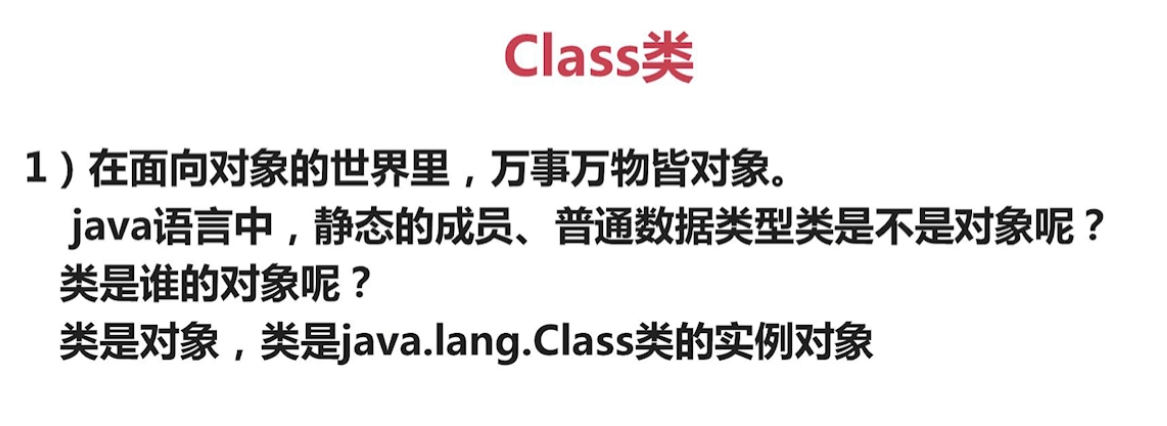 Class类
1）在面向对象的世界里，万事万物皆对象。
java语言中，静态的成员、普通数据类型类是不是对象呢？
类是谁的对象呢？
类是对象，类是java.lang.Class类的实例对象